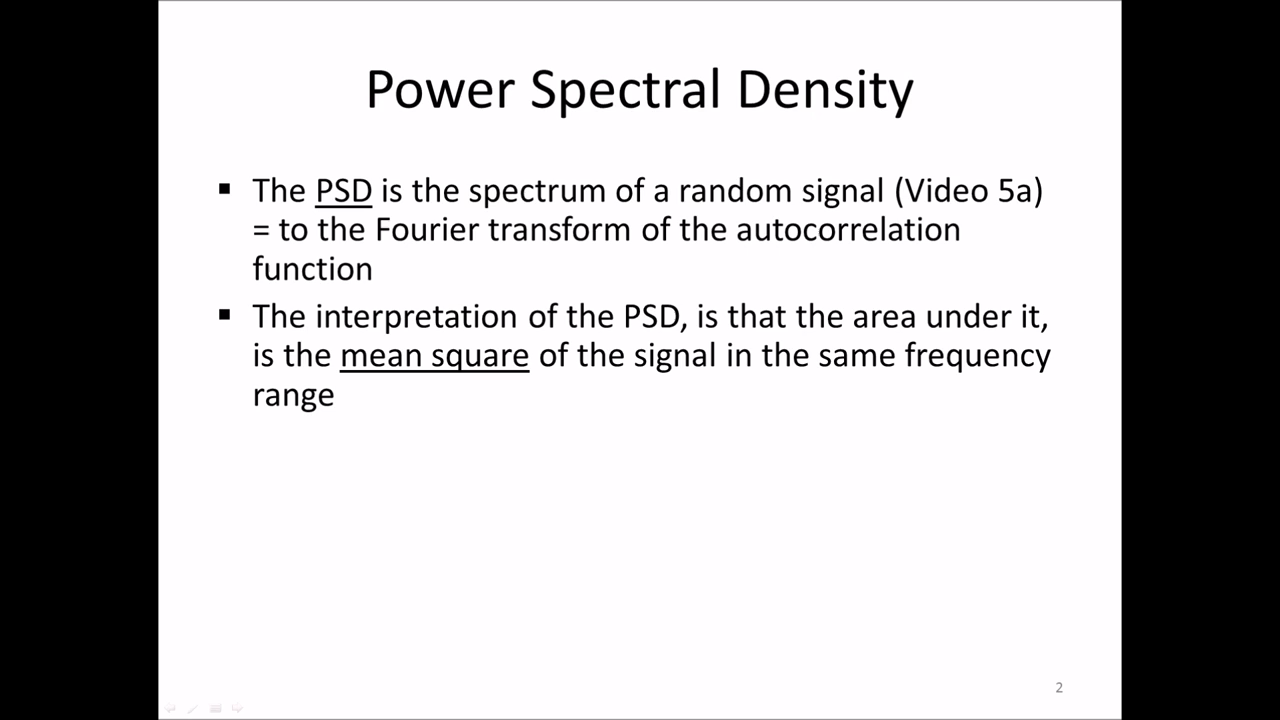 Power Spectral Density
▪ The PSD is the spectrum of a random signal (Video 5a)
= to the Fourier transform of the autocorrelation
function
▪ The interpretation of the PSD, is that the area under it,
is the mean square of the signal in the same frequency
range
2